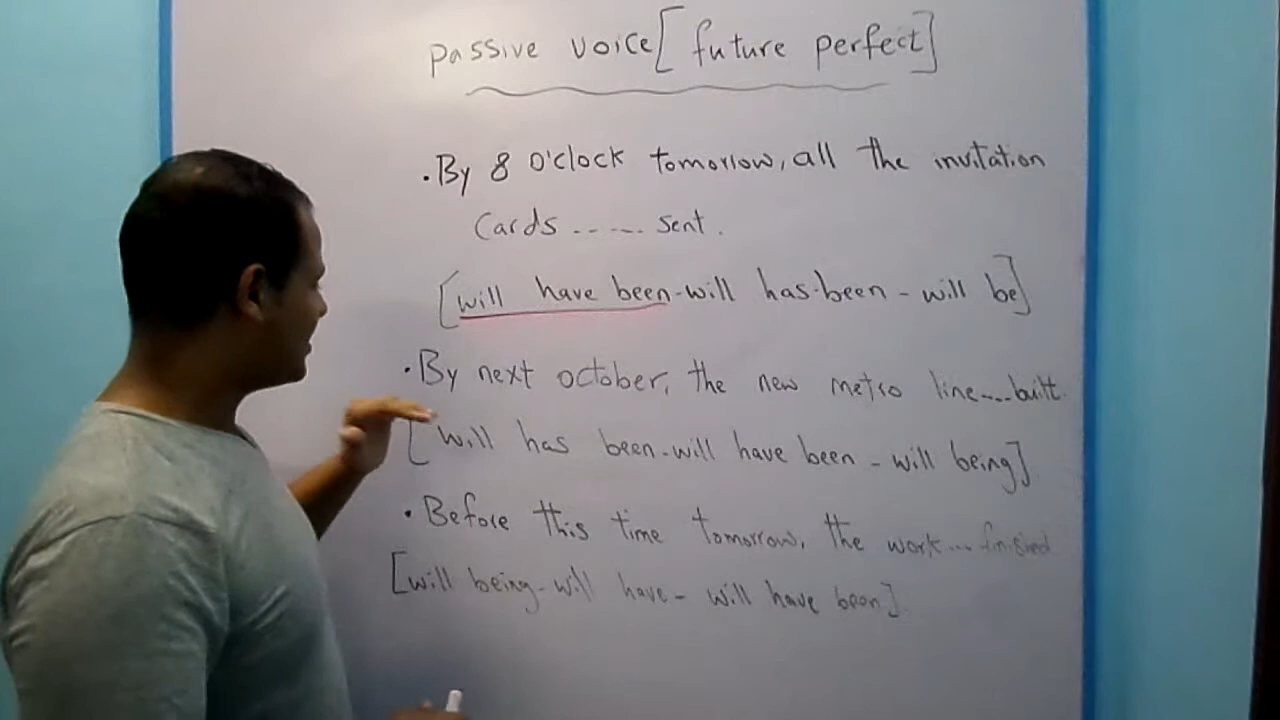 passive voice [future perfect]
. By 8 o'clock tomorrow, all the invitation
Cards ------ sent.
[will have been - will has been - will be]
. By next october, the new metro line----built.
[will has been - will have been - will being]
. Before this time tomorrow, the work --- finished
[will being - will have - will have been].